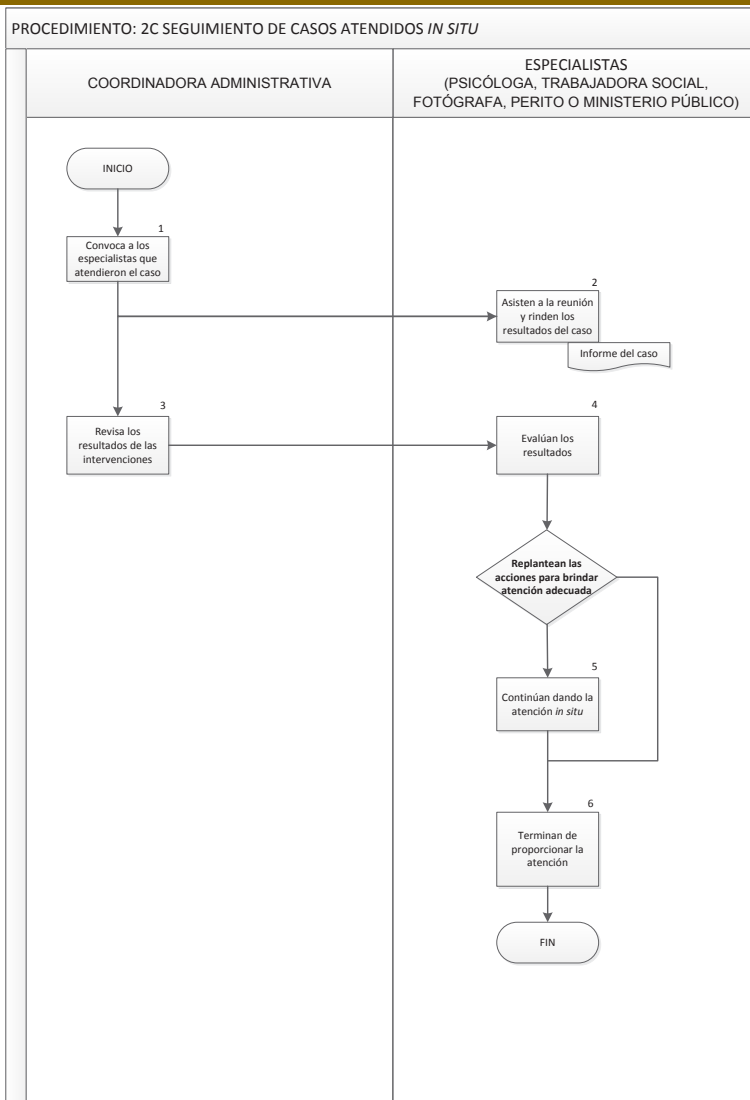 PROCEDIMIENTO: 2C SEGUIMIENTO DE CASOS ATENDIDOS IN SITU
COORDINADORA ADMINISTRATIVA
ESPECIALISTAS
(PSICÓLOGA, TRABAJADORA SOCIAL,
FOTÓGRAFA, PERITO O MINISTERIO PÚBLICO)
INICIO
1
Convoca a los
especialistas que
atendieron el caso
2
Asisten a la reunión
y rinden los
resultados del caso
Informe del caso
3
Revisa los
resultados de las
intervenciones
4
Evalúan los
resultados
Replantean las
acciones para brindar
atención adecuada
5
Continúan dando la
atención in situ
6
Terminan de
proporcionar la
atención
FIN